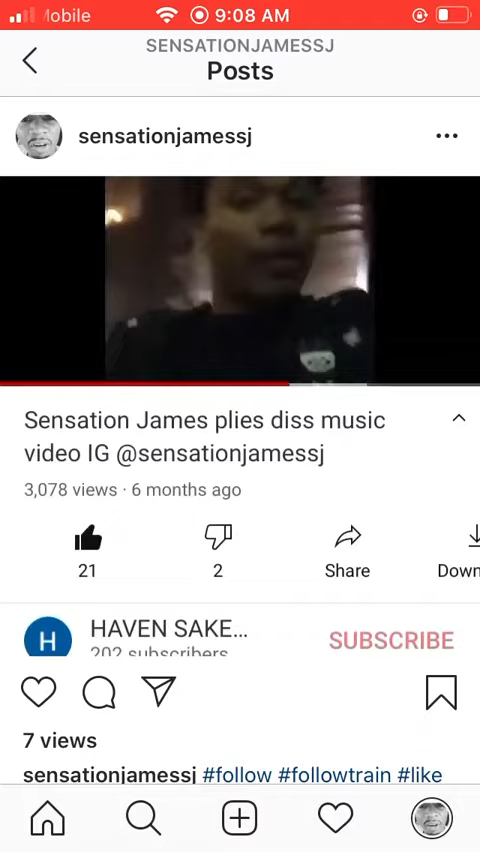 Mobile 9:08 AM
SENSATIONJAMESSJ
Posts
sensationjamessj
Sensation James plies diss music
video IG @sensationjamessj
3,078 views · 6 months ago
21 2 Share Down
H HAVEN SAKE... SUBSCRIBE
202 subscribers
7 views
sensationjamessj #follow #followtrain #like